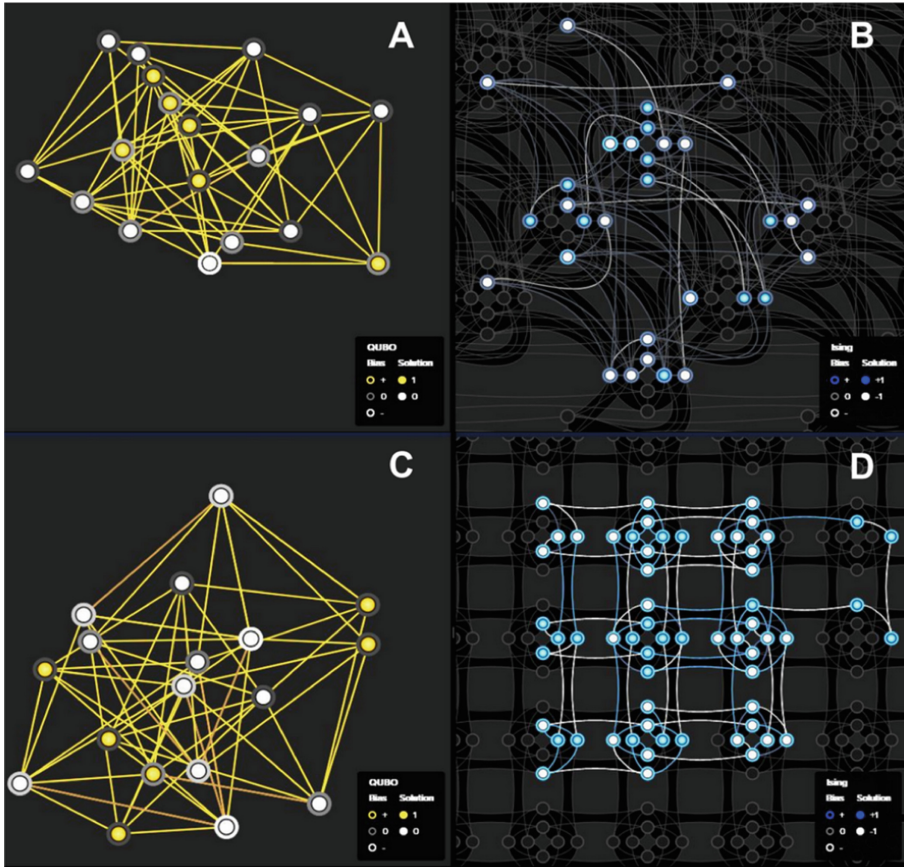 A
QUBO
Bias Solution
+ 1
0 0
-
B
Ising
Bias Solution
+ +1
0 -1
-
C
QUBO
Bias Solution
+ 1
0 0
-
D
Ising
Bias Solution
+ +1
0 -1
-